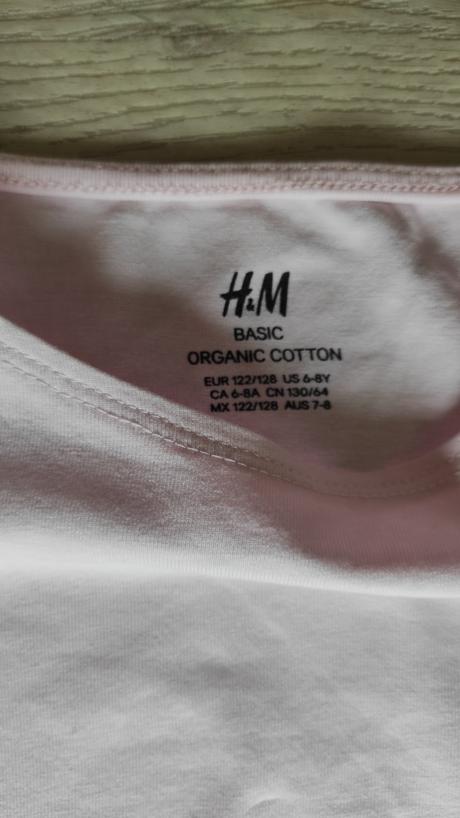 H&M
BASIC
ORGANIC COTTON
EUR 122/128 US 6-8Y
CA 6-8A CN 130/64
MX 122/128 AUS 7-8